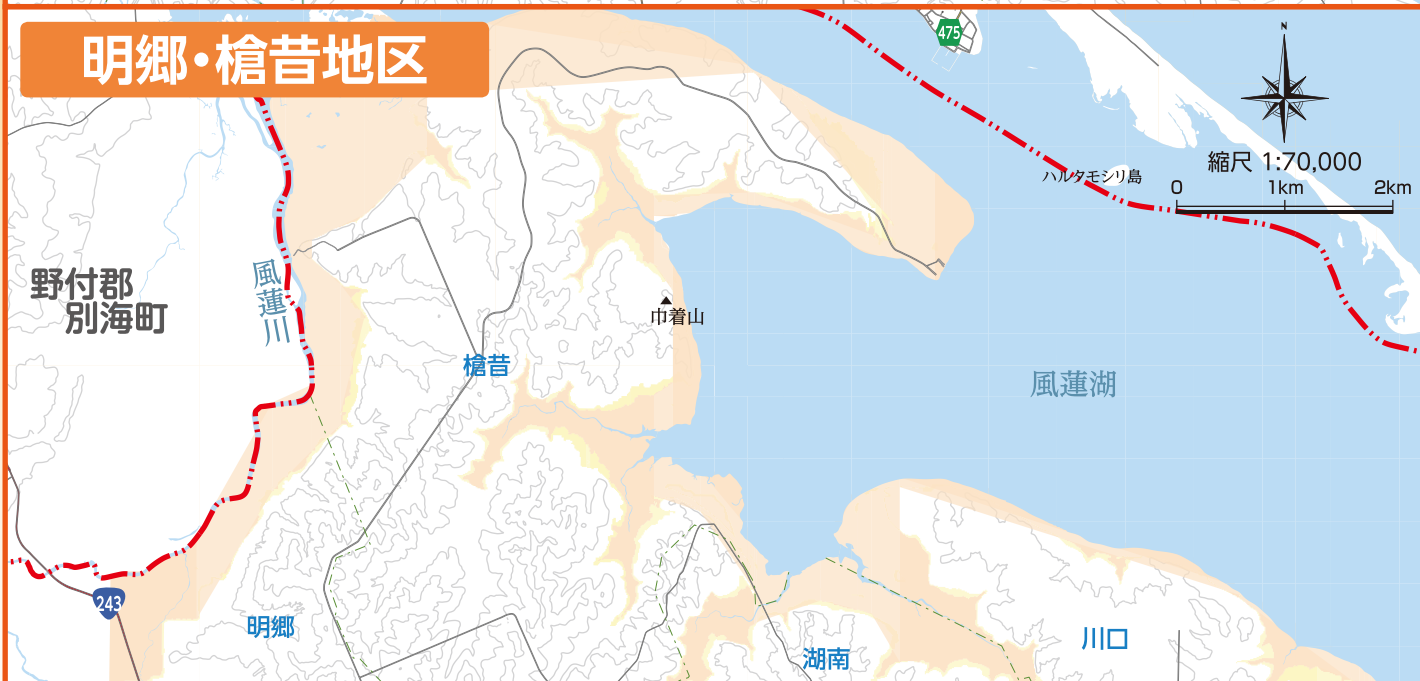 明郷・槍昔地区
475
N
縮尺 1:70,000
0 1km 2km
ハルタモシリ島
野付郡
別海町
風蓮川
巾着山
槍昔
風蓮湖
243
明郷
湖南
川口